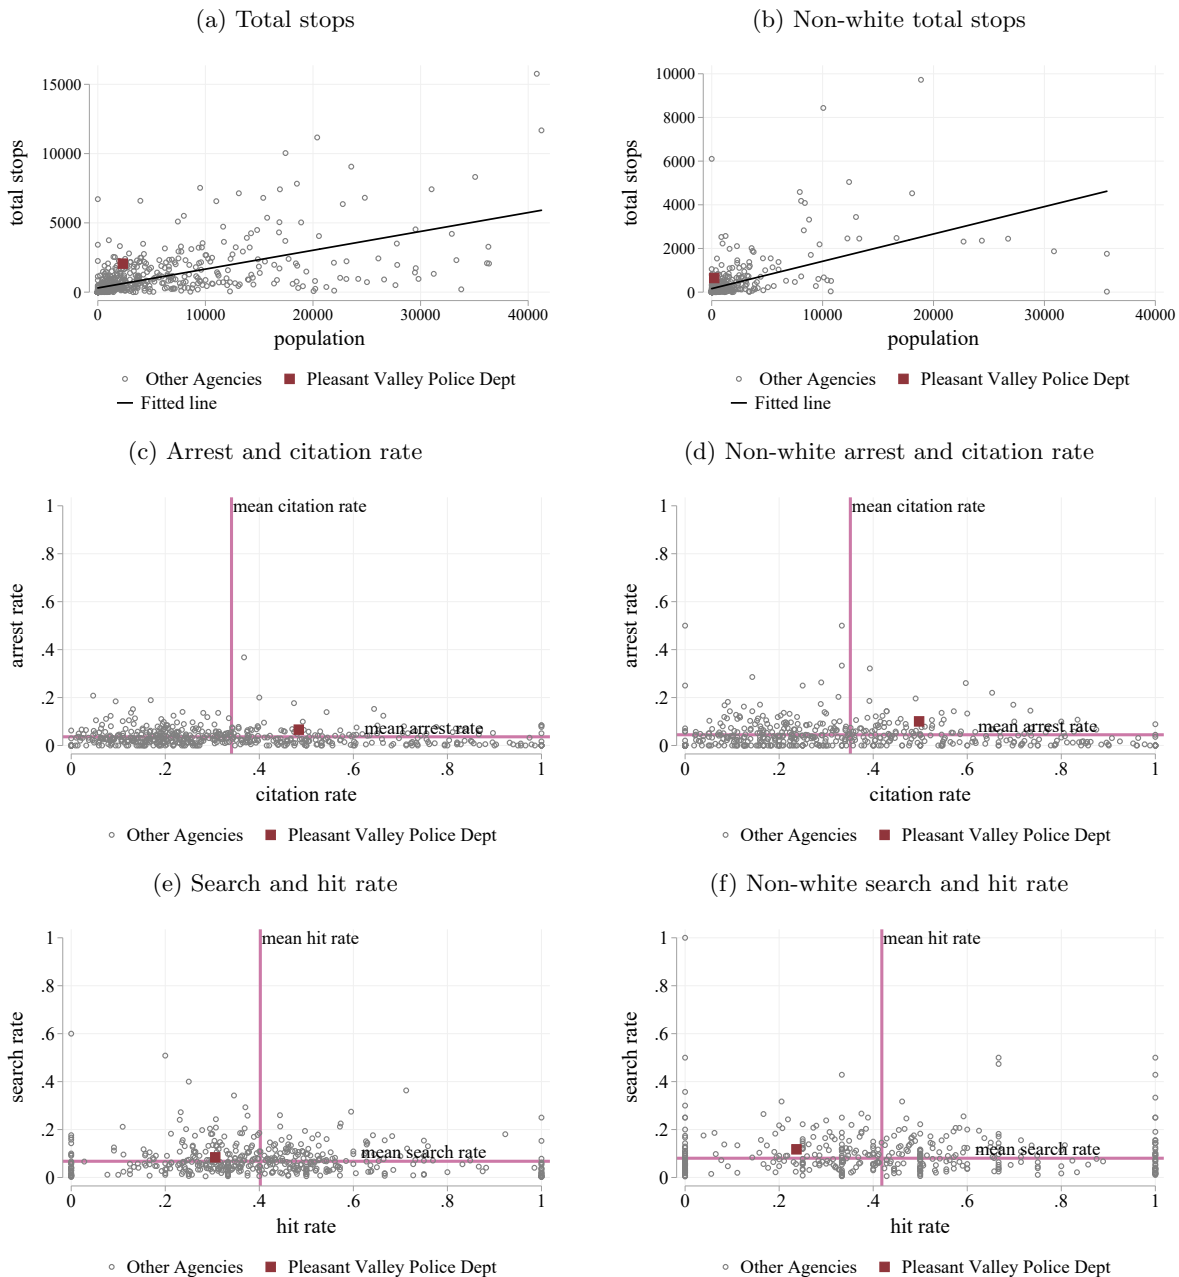 (a) Total stops
(b) Non-white total stops
total stops
15000
10000
5000
0
0 10000 20000 30000 40000
population
Other Agencies Pleasant Valley Police Dept
Fitted line
total stops
10000
8000
6000
4000
2000
0
0 10000 20000 30000 40000
population
Other Agencies Pleasant Valley Police Dept
Fitted line
(c) Arrest and citation rate
(d) Non-white arrest and citation rate
arrest rate
1
.8
.6
.4
.2
0
mean citation rate
mean arrest rate
0 .2 .4 .6 .8 1
citation rate
Other Agencies Pleasant Valley Police Dept
arrest rate
1
.8
.6
.4
.2
0
mean citation rate
mean arrest rate
0 .2 .4 .6 .8 1
citation rate
Other Agencies Pleasant Valley Police Dept
(e) Search and hit rate
(f) Non-white search and hit rate
search rate
1
.8
.6
.4
.2
0
mean hit rate
mean search rate
0 .2 .4 .6 .8 1
hit rate
Other Agencies Pleasant Valley Police Dept
search rate
1
.8
.6
.4
.2
0
mean hit rate
mean search rate
0 .2 .4 .6 .8 1
hit rate
Other Agencies Pleasant Valley Police Dept